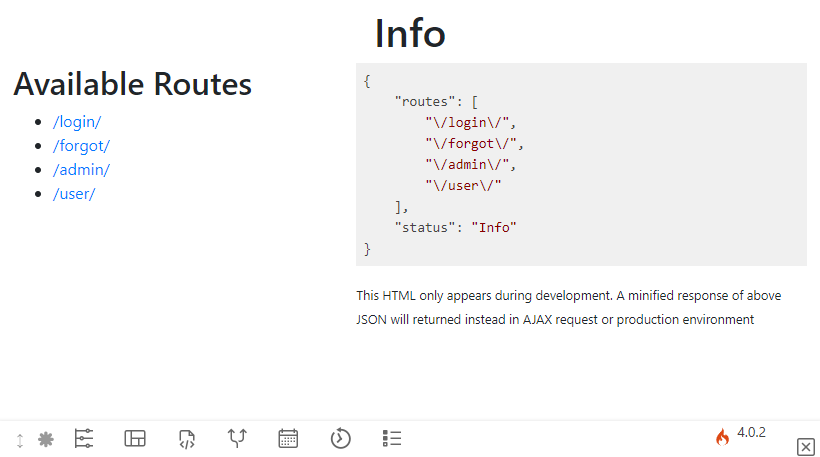 Info
Available Routes
/login/
/forgot/
/admin/
/user/
{
    "routes": [
        "\/login\/",
        "\/forgot\/",
        "\/admin\/",
        "\/user\/"
    ],
    "status": "Info"
}
This HTML only appears during development. A minified response of above
JSON will returned instead in AJAX request or production environment
4.0.2